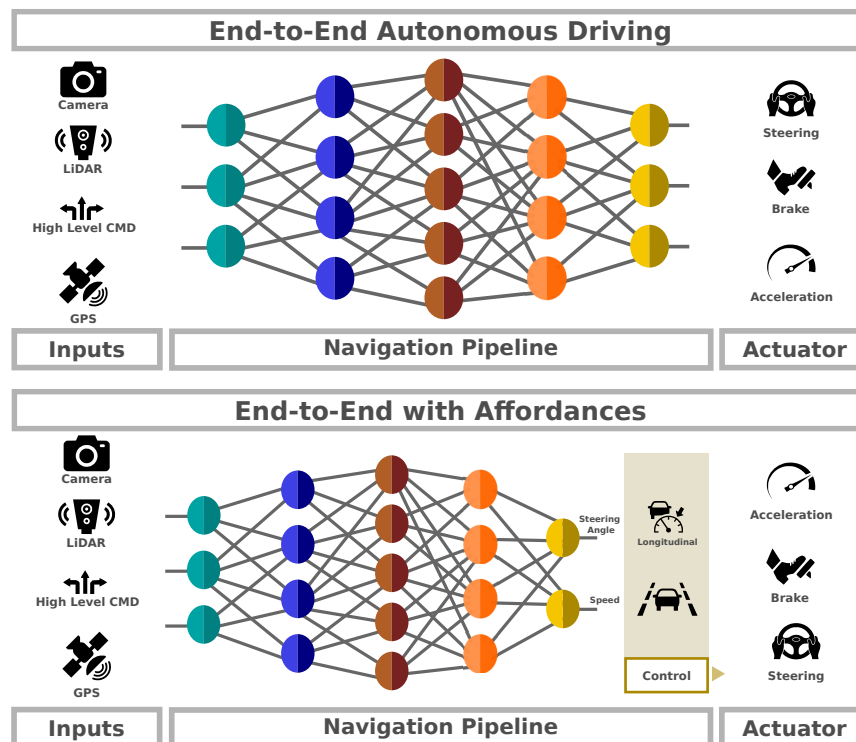 End-to-End Autonomous Driving
Camera
LiDAR
High Level CMD
GPS
Steering
Brake
Acceleration
Inputs
Navigation Pipeline
Actuator
End-to-End with Affordances
Camera
LiDAR
High Level CMD
GPS
Steering
Angle
Speed
Longitudinal
Control
Acceleration
Brake
Steering
Inputs
Navigation Pipeline
Actuator